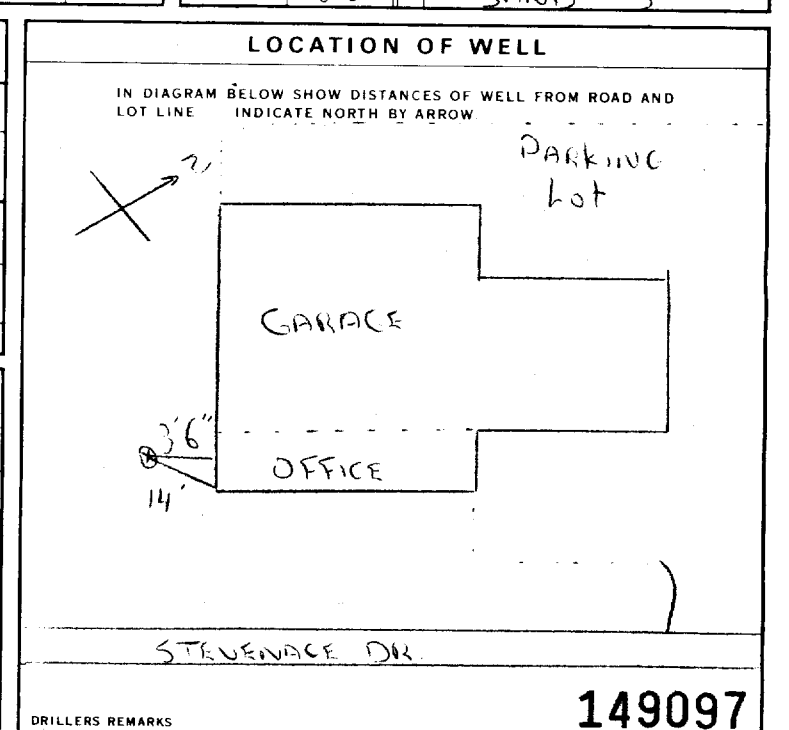 LOCATION OF WELL
IN DIAGRAM BELOW SHOW DISTANCES OF WELL FROM ROAD AND
LOT LINE INDICATE NORTH BY ARROW.
N
PARKING
Lot
GARAGE
3'6"
OFFICE
14'
STEVENAGE DR.
DRILLERS REMARKS
149097